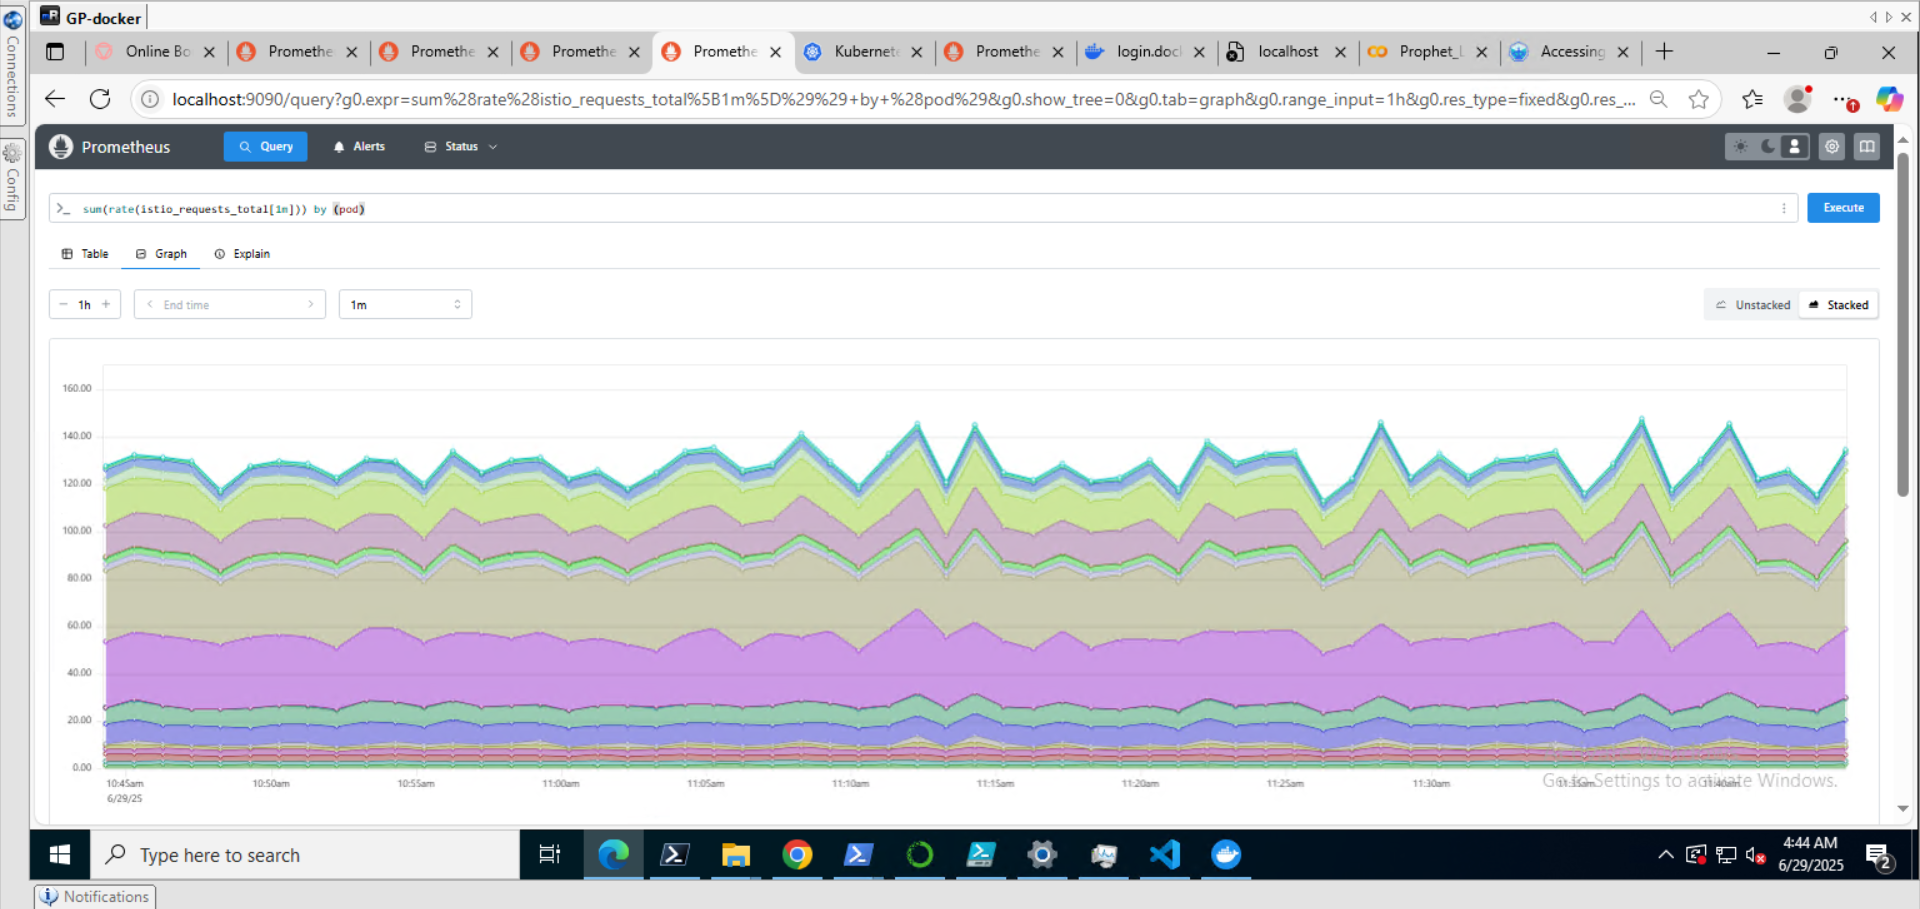 GP-docker
Connections
Config
Online Bo
Promethe
Promethe
Promethe
Promethe
Kubernete
Promethe
login.doc
localhost
Prophet_L
Accessing
localhost:9090/query?g0.expr=sum%28rate%28istio_requests_total%5B1m%5D%29%29+by+%28pod%29&g0.show_tree=0&g0.tab=graph&g0.range_input=1h&g0.res_type=fixed&g0.res_...
Prometheus
Query
Alerts
Status
>_ sum(rate(istio_requests_total[1m])) by (pod)
Execute
Table
Graph
Explain
− 1h +
< End time >
1m
Unstacked
Stacked
160.00
140.00
120.00
100.00
80.00
60.00
40.00
20.00
0.00
10:45am
10:50am
10:55am
11:00am
11:05am
11:10am
11:15am
11:20am
11:25am
11:30am
11:35am
11:40am
6/29/25
Go to Settings to activate Windows.
Type here to search
4:44 AM
6/29/2025
2
Notifications